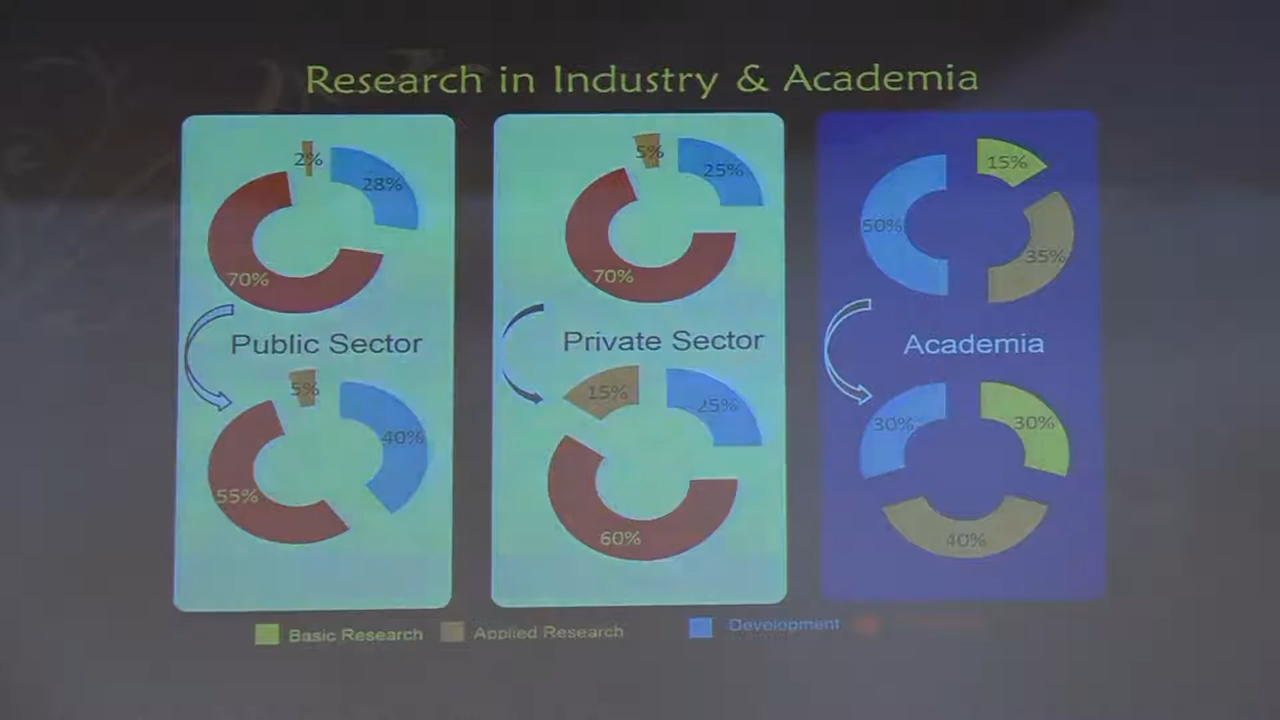 Research in Industry & Academia
2%
28%
70%
Public Sector
5%
40%
55%
5%
25%
70%
Private Sector
15%
25%
60%
15%
50%
35%
Academia
30%
30%
40%
Basic Research
Applied Research
Development